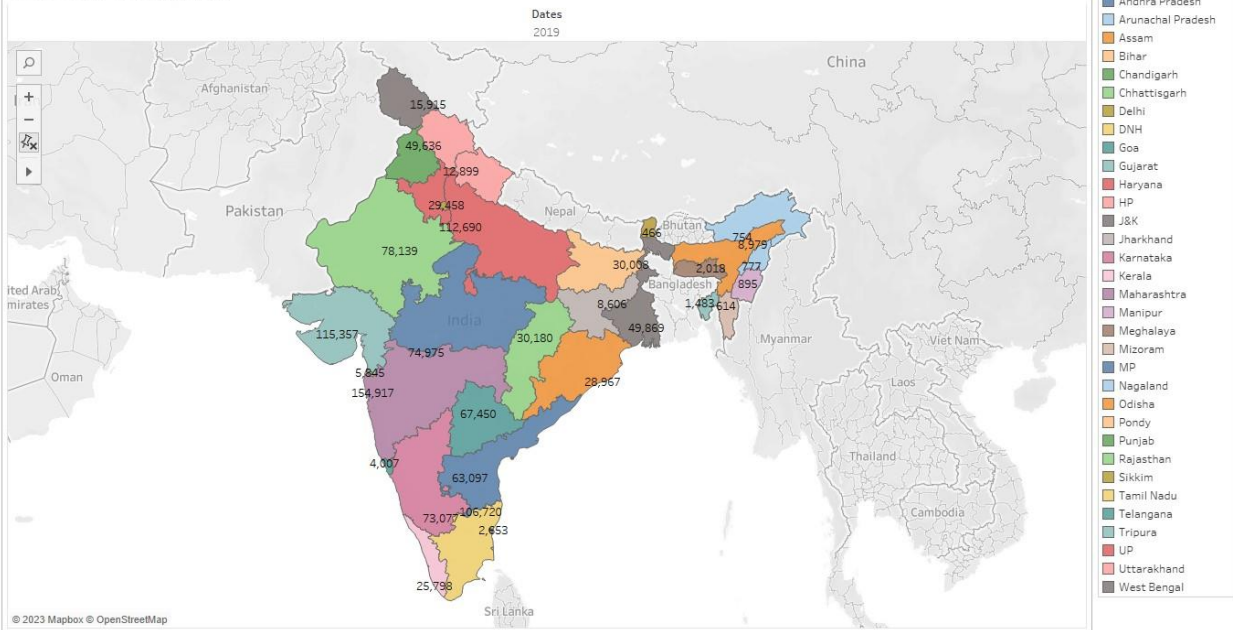 Dates
2019
China
Afghanistan
15,915
49,636
12,899
Pakistan
29,458
Nepal
466
Bhutan
754
112,690
8,979
78,139
30,008
2,018
777
Bangladesh
895
United Arab
Emirates
8,606
1,483
614
115,357
India
30,180
49,869
Myanmar
Viet Nam
74,975
Oman
5,845
28,967
Laos
154,917
67,450
4,007
Thailand
63,097
73,077
106,720
Cambodia
2,653
25,798
Sri Lanka
© 2023 Mapbox © OpenStreetMap
Andhra Pradesh
Arunachal Pradesh
Assam
Bihar
Chandigarh
Chhattisgarh
Delhi
DNH
Goa
Gujarat
Haryana
HP
J&K
Jharkhand
Karnataka
Kerala
Maharashtra
Manipur
Meghalaya
Mizoram
MP
Nagaland
Odisha
Pondy
Punjab
Rajasthan
Sikkim
Tamil Nadu
Telangana
Tripura
UP
Uttarakhand
West Bengal